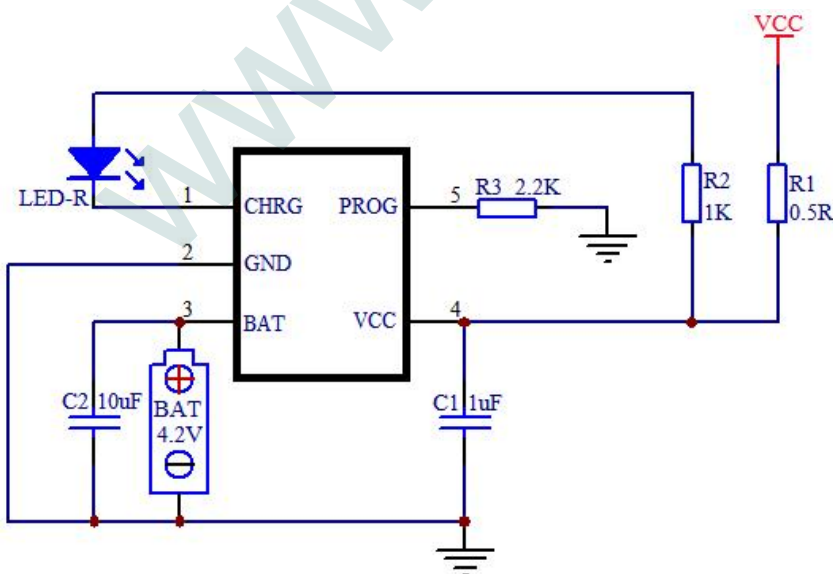 WWW
VCC
LED-R
1 CHRG
PROG 5
R3 2.2K
R2
1K
R1
0.5R
2 GND
3 BAT
VCC 4
C2 10uF
BAT
4.2V
C1 1uF